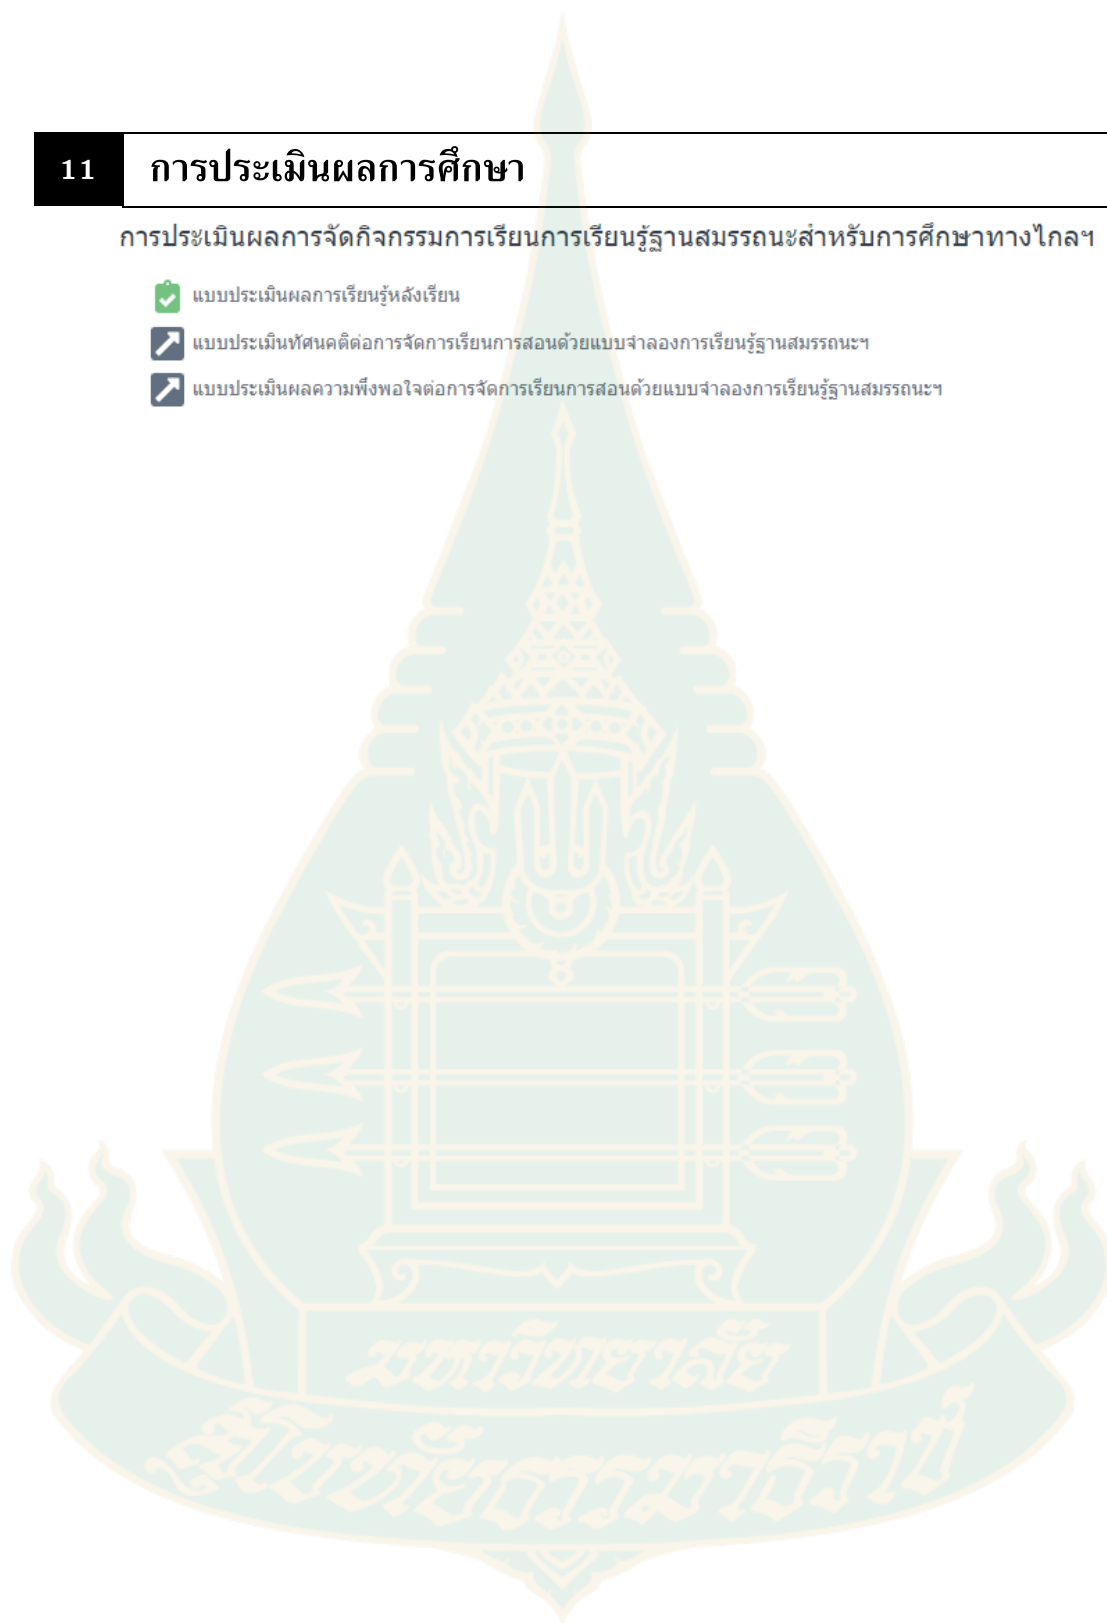 11 การประเมินผลการศึกษา
การประเมินผลการจัดกิจกรรมการเรียนการเรียนรู้ฐานสมรรถนะสำหรับการศึกษาทางไกลฯ
แบบประเมินผลการเรียนรู้หลังเรียน
แบบประเมินทัศนคติต่อการจัดการเรียนการสอนด้วยแบบจำลองการเรียนรู้ฐานสมรรถนะฯ
แบบประเมินผลความพึงพอใจต่อการจัดการเรียนการสอนด้วยแบบจำลองการเรียนรู้ฐานสมรรถนะฯ
มหาวิทยาลัย
สุโขทัยธรรมาธิราช